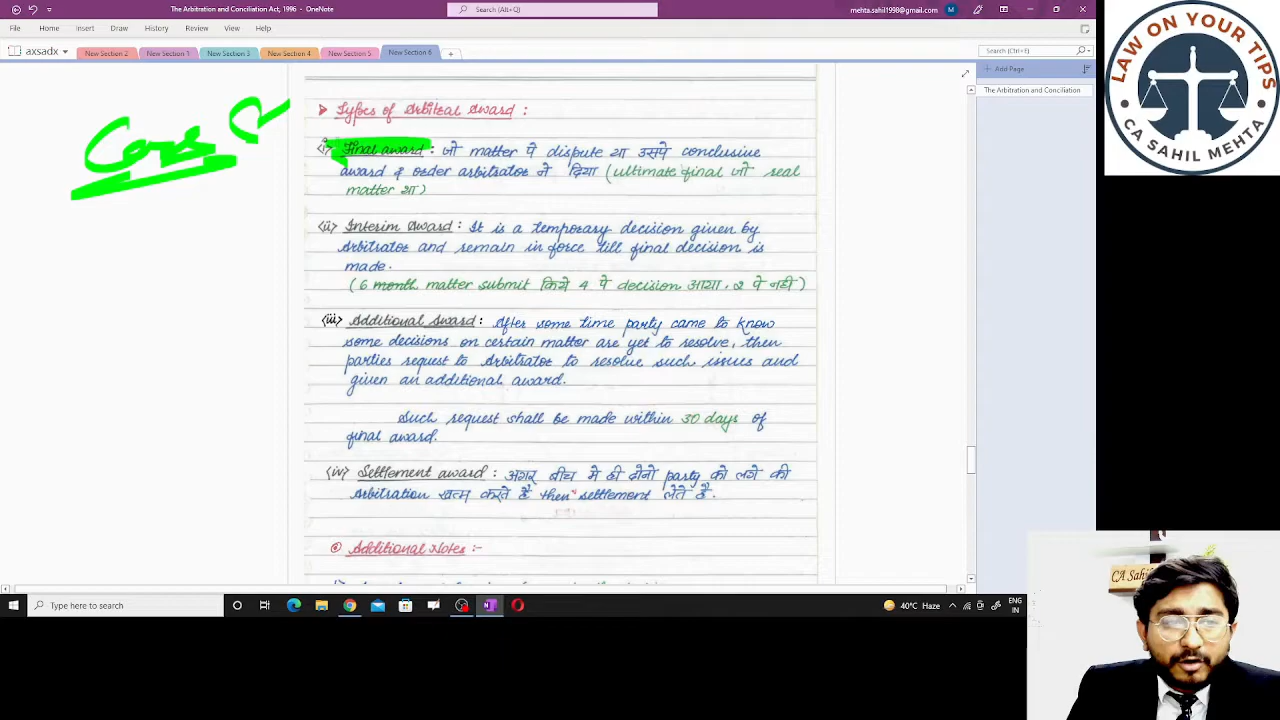 The Arbitration and Conciliation Act, 1996 - OneNote
Search (Alt+Q)
mehta.sahil1998@gmail.com
M
File Home Insert Draw History Review View Help
axsadx
New Section 2
New Section 1
New Section 3
New Section 4
New Section 5
New Section 6
+
Search (Ctrl+E)
Add Page
The Arbitration and Conciliation
Types of Arbitral Award :
(i) Final award : जो matter पे dispute था उसपे conclusive
award & order arbitrator ने दिया (ultimate final जो real
matter था)
(ii) Interim Award : It is a temporary decision given by
Arbitrator and remain in force till final decision is
made.
(6 month matter submit किये 4 पे decision आया, 2 पे नहीं)
(iii) Additional Award : After some time party came to know
some decisions on certain matter are yet to resolve, then
parties request to Arbitrator to resolve such issues and
given an additional award.
Such request shall be made within 30 days of
final award.
(iv) Settlement award : अगर बीच मे ही दोनो party को लगे की
Arbitration खत्म करते है then settlement लेते है.
Additional Notes :-
Type here to search
40°C Haze
ENG
IN
LAW ON YOUR TIPS
CA SAHIL MEHTA
CA Sahi